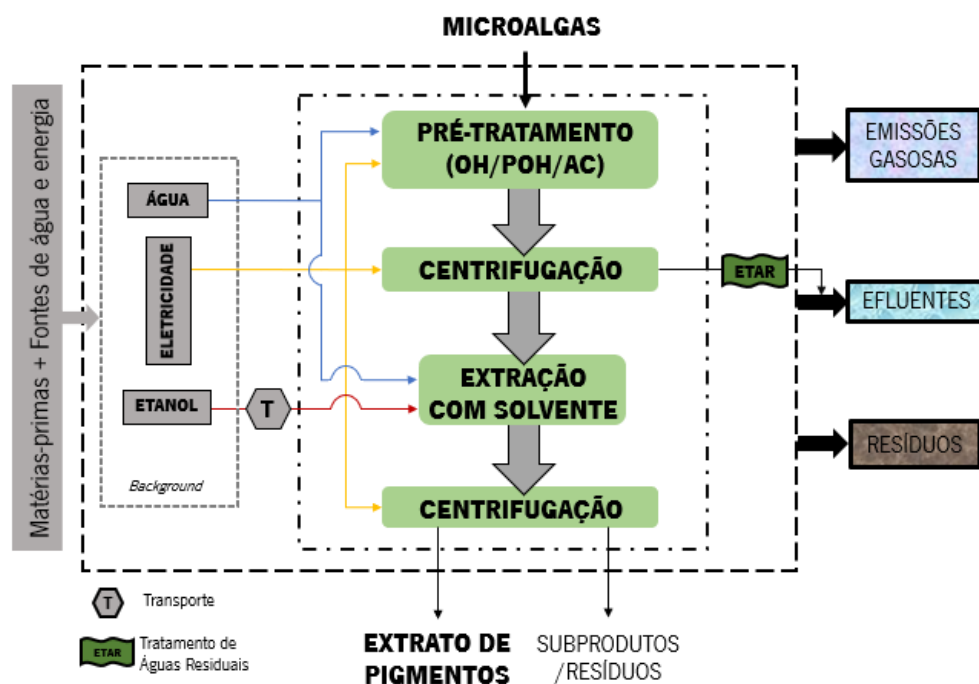 MICROALGAS
Matérias-primas + Fontes de água e energia
PRÉ-TRATAMENTO
(OH/POH/AC)
EMISSÕES
GASOSAS
ÁGUA
ELETRICIDADE
CENTRIFUGAÇÃO
ETAR
EFLUENTES
EXTRAÇÃO
COM SOLVENTE
ETANOL
T
RESÍDUOS
Background
CENTRIFUGAÇÃO
T
Transporte
ETAR
Tratamento de
Águas Residuais
EXTRATO DE
PIGMENTOS
SUBPRODUTOS
/RESÍDUOS